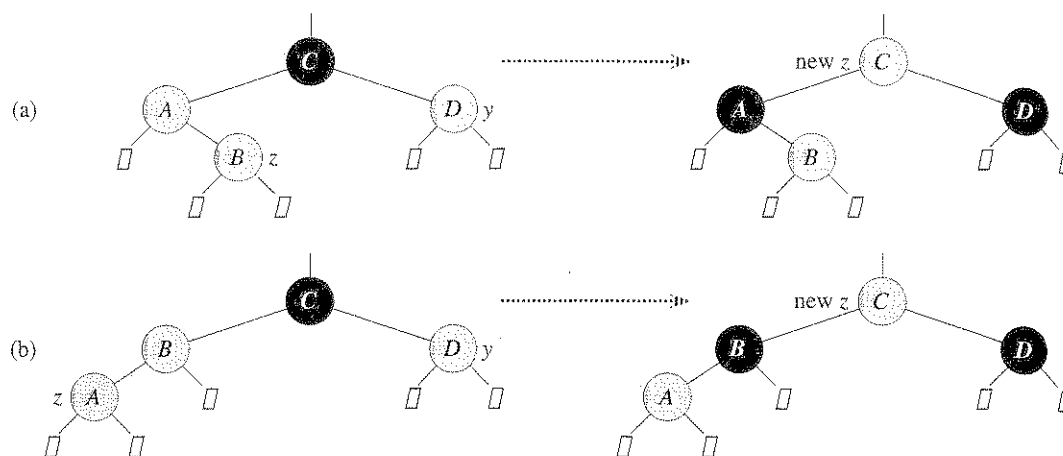 C
new z C
(a) A D y A D
B z B
C
new z C
(b) B D y B D
z A A